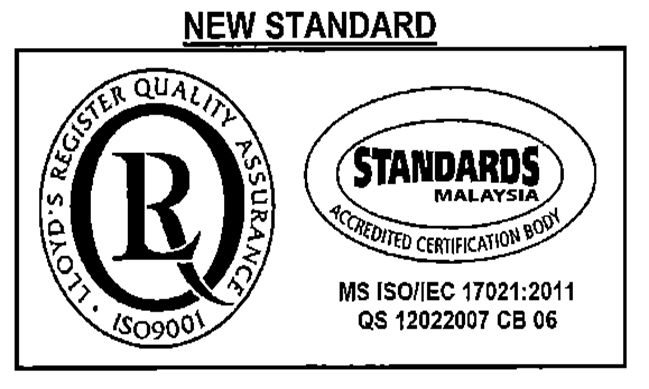 NEW STANDARD
LLOYD'S REGISTER QUALITY ASSURANCE
LR
· ISO9001
STANDARDS
MALAYSIA
ACCREDITED CERTIFICATION BODY
MS ISO/IEC 17021:2011
QS 12022007 CB 06